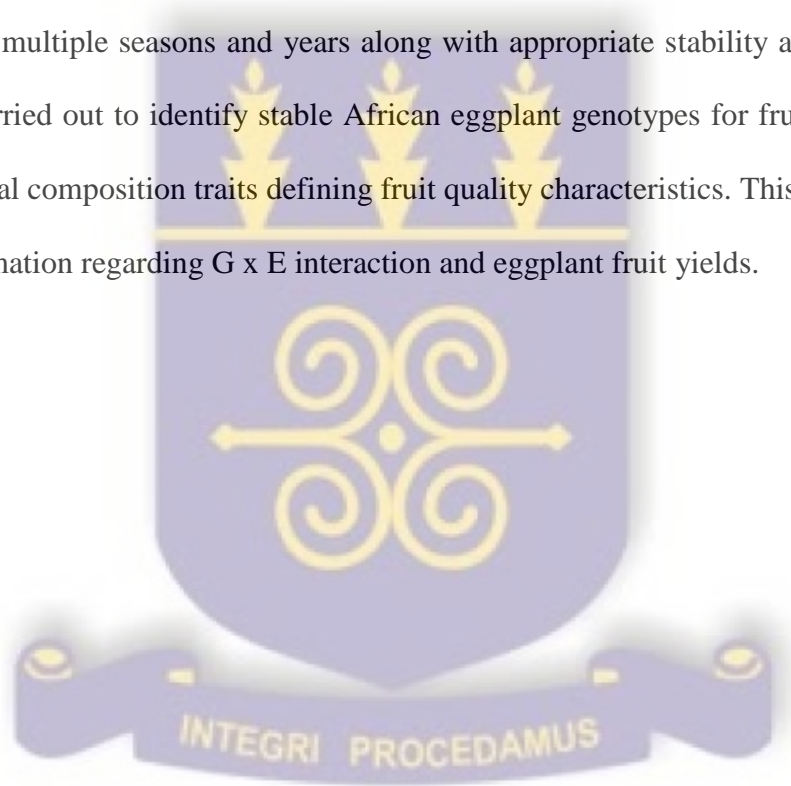 multiple seasons and years along with appropriate stability a
rried out to identify stable African eggplant genotypes for fru
al composition traits defining fruit quality characteristics. This
nation regarding G x E interaction and eggplant fruit yields.
INTEGRI PROCEDAMUS